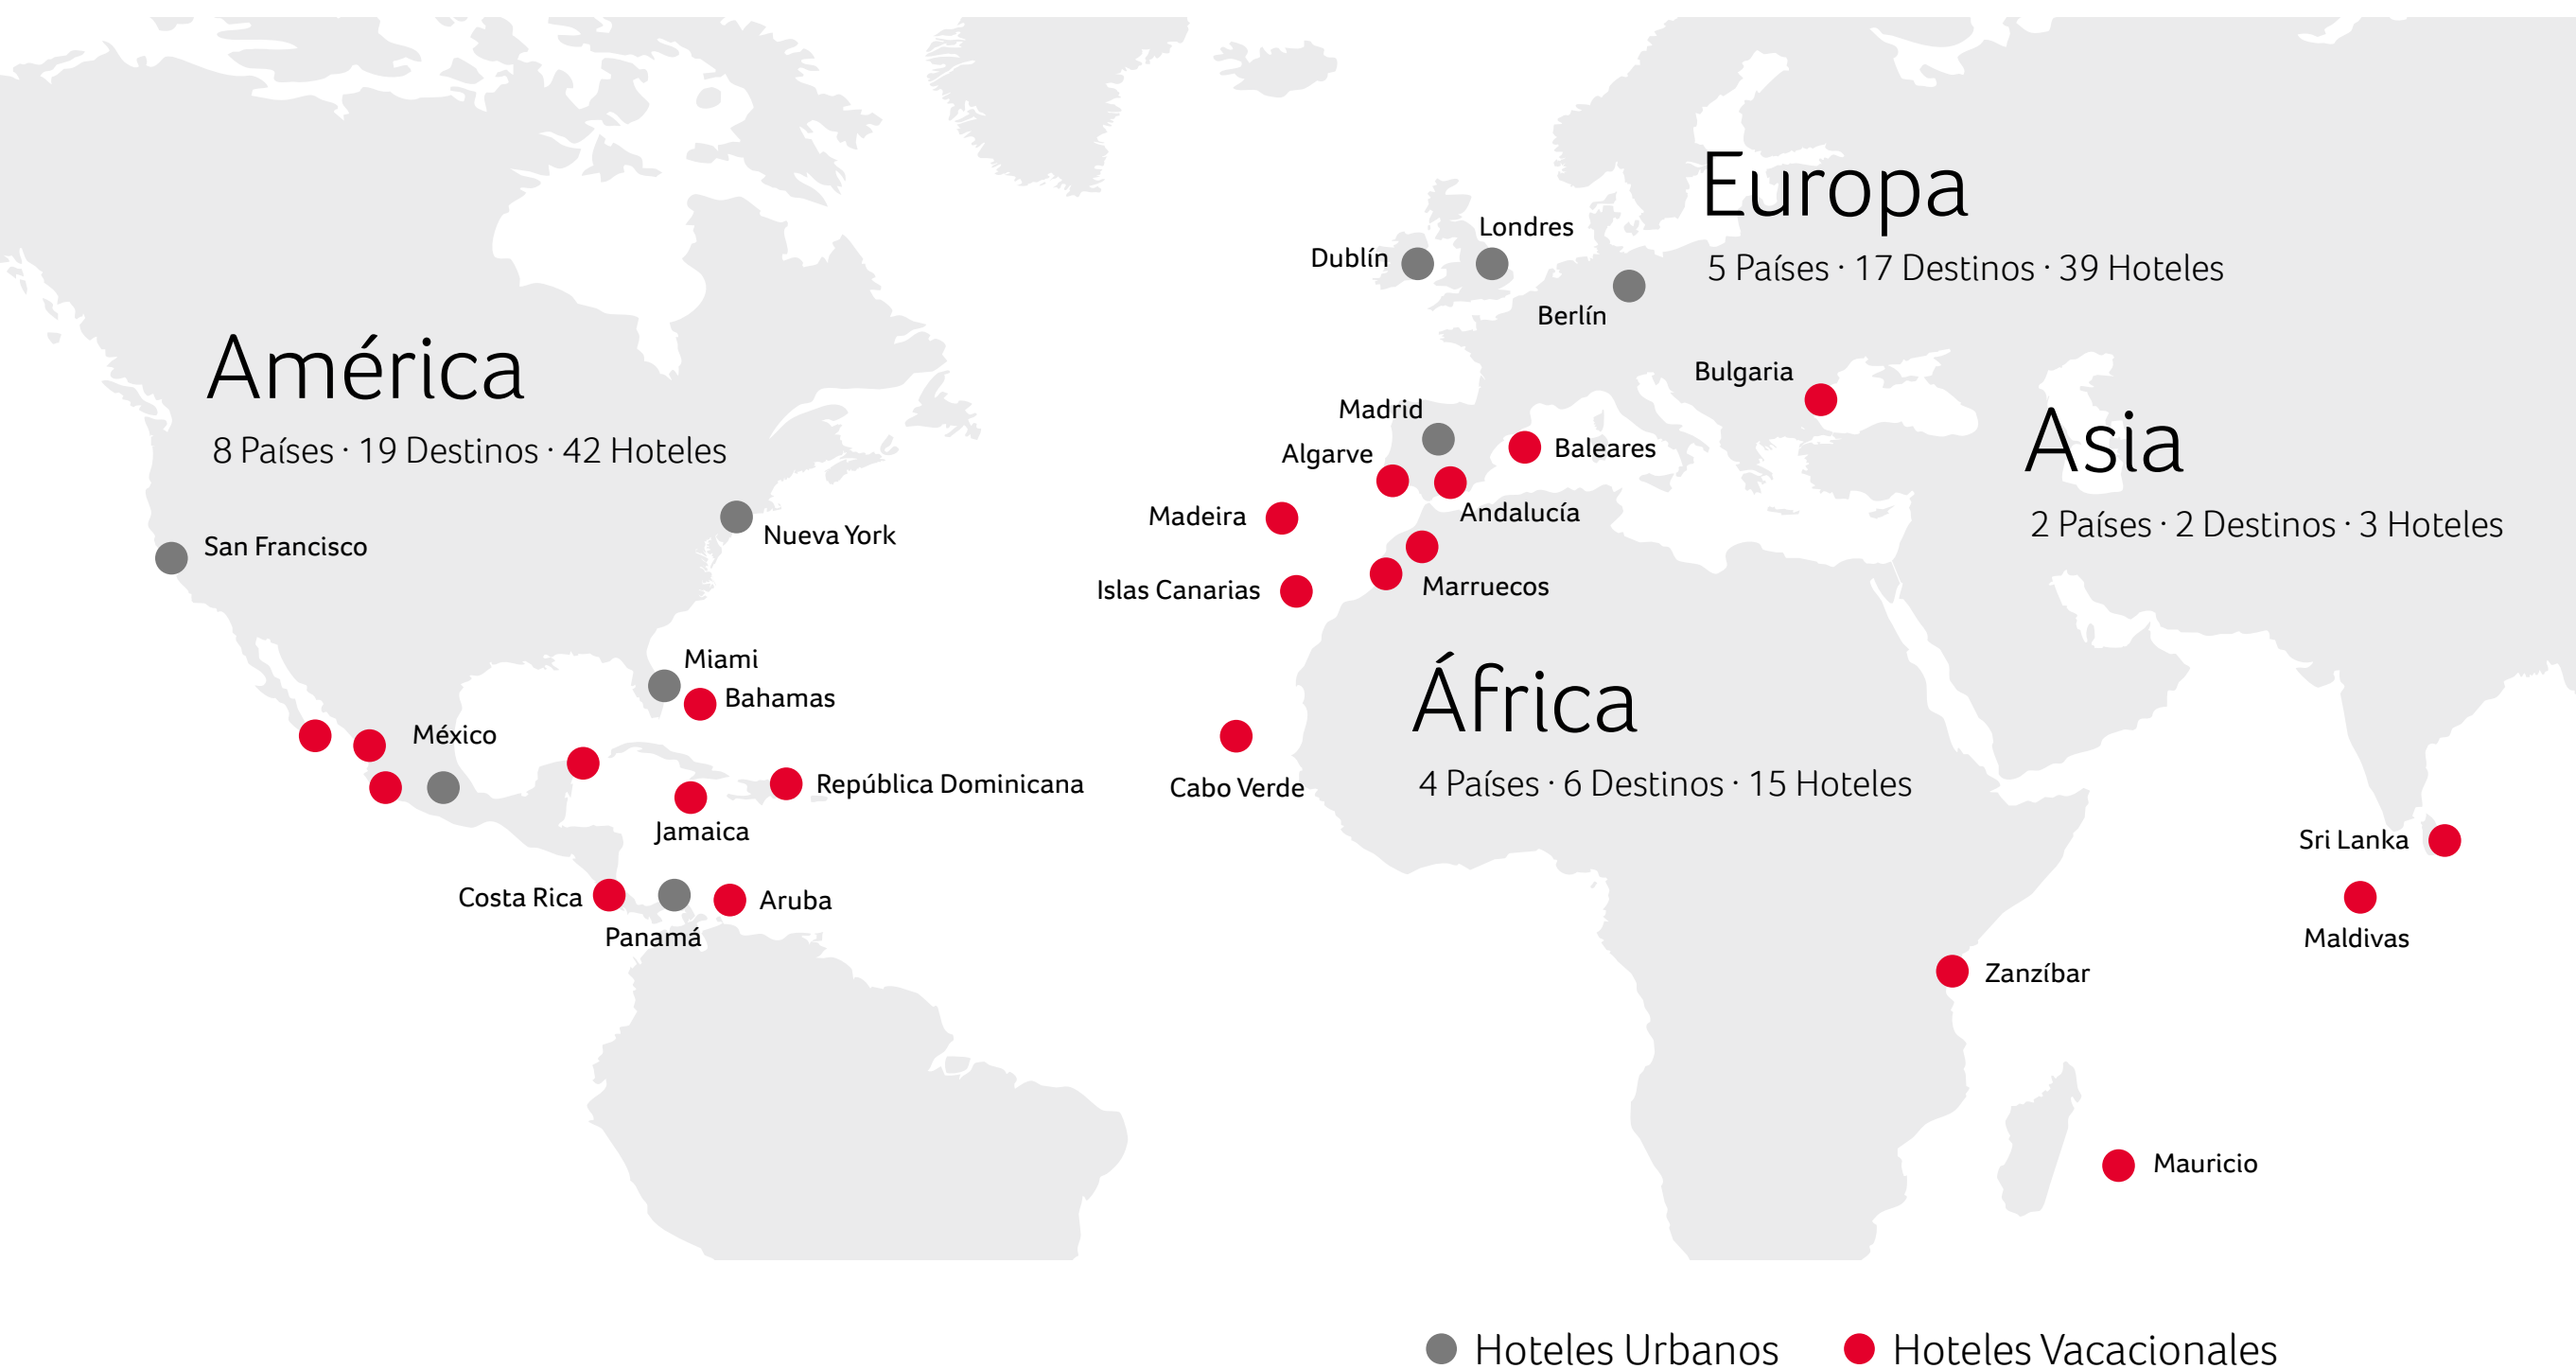 Europa
5 Países · 17 Destinos · 39 Hoteles
Londres
Dublín
Berlín
Bulgaria
Madrid
Algarve
Baleares
Andalucía
Madeira
Islas Canarias
Marruecos
América
8 Países · 19 Destinos · 42 Hoteles
San Francisco
Nueva York
Miami
Bahamas
México
República Dominicana
Jamaica
Costa Rica
Aruba
Panamá
Asia
2 Países · 2 Destinos · 3 Hoteles
Sri Lanka
Maldivas
África
4 Países · 6 Destinos · 15 Hoteles
Cabo Verde
Zanzíbar
Mauricio
Hoteles Urbanos
Hoteles Vacacionales